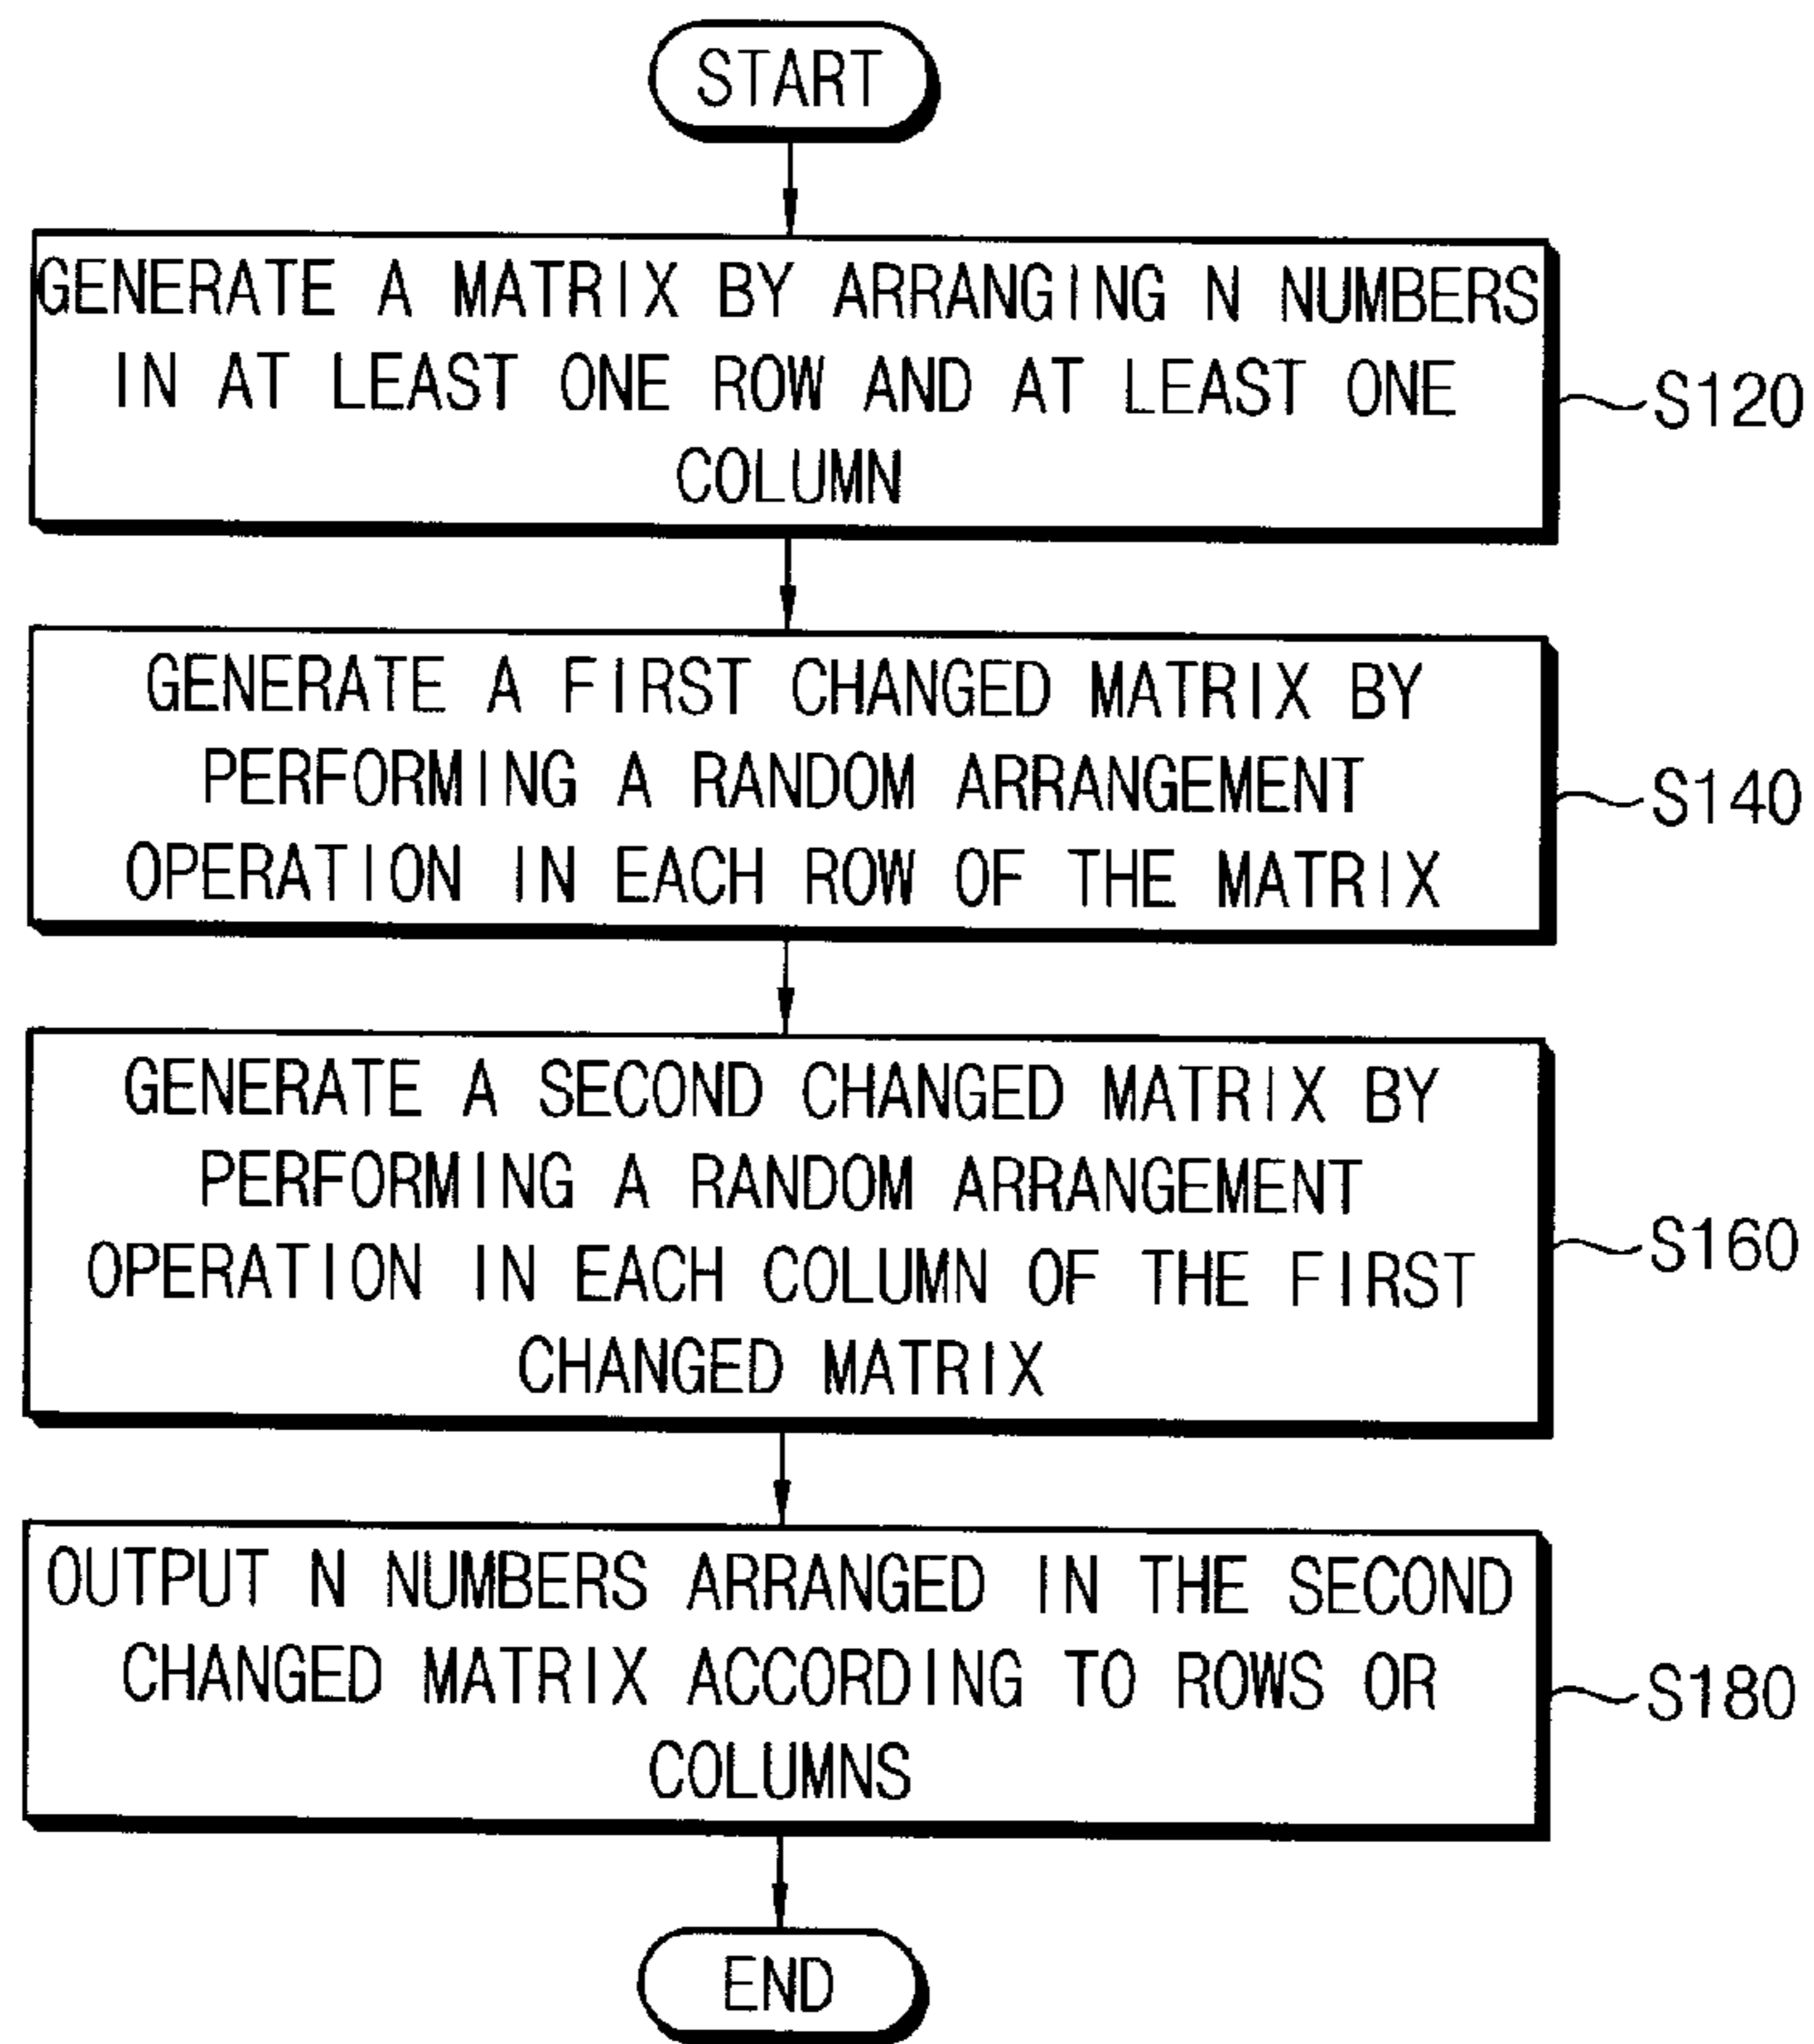 START
GENERATE A MATRIX BY ARRANGING N NUMBERS
IN AT LEAST ONE ROW AND AT LEAST ONE
COLUMN
S120
GENERATE A FIRST CHANGED MATRIX BY
PERFORMING A RANDOM ARRANGEMENT
OPERATION IN EACH ROW OF THE MATRIX
S140
GENERATE A SECOND CHANGED MATRIX BY
PERFORMING A RANDOM ARRANGEMENT
OPERATION IN EACH COLUMN OF THE FIRST
CHANGED MATRIX
S160
OUTPUT N NUMBERS ARRANGED IN THE SECOND
CHANGED MATRIX ACCORDING TO ROWS OR
COLUMNS
S180
END